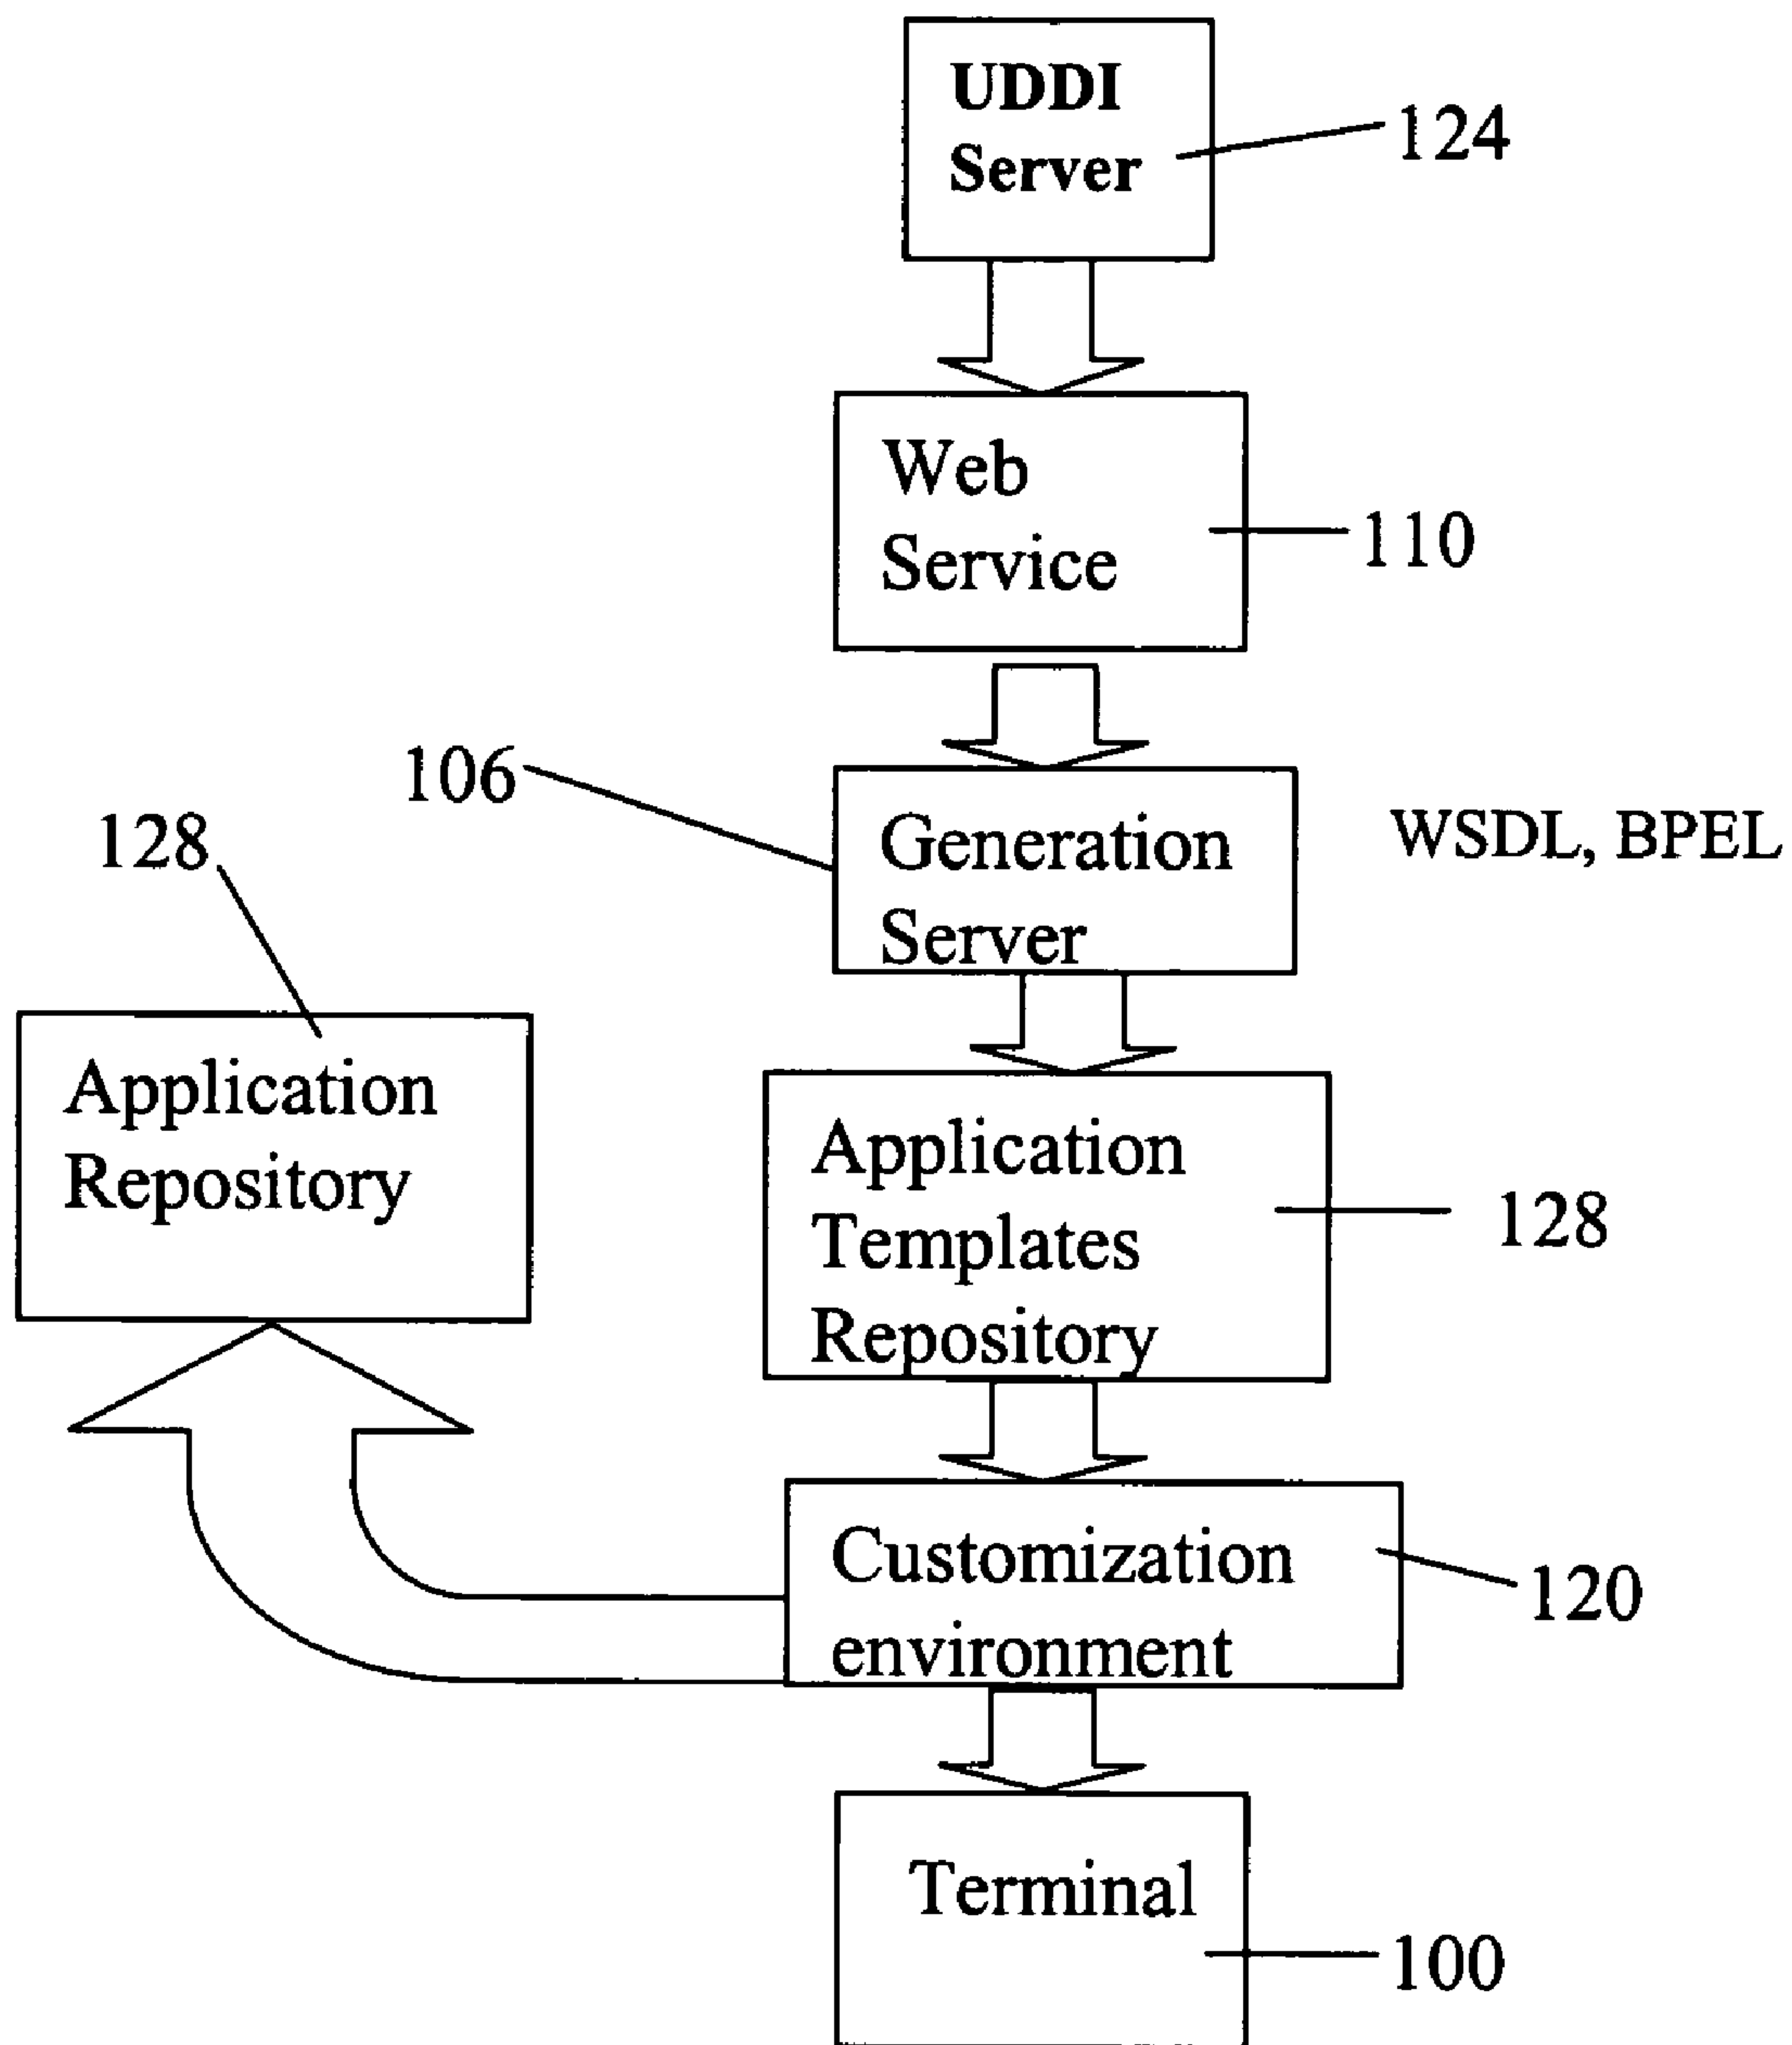 UDDI
Server
124
Web
Service
110
106
128
Generation
Server
WSDL, BPEL
Application
Repository
Application
Templates
Repository
128
Customization
environment
120
Terminal
100